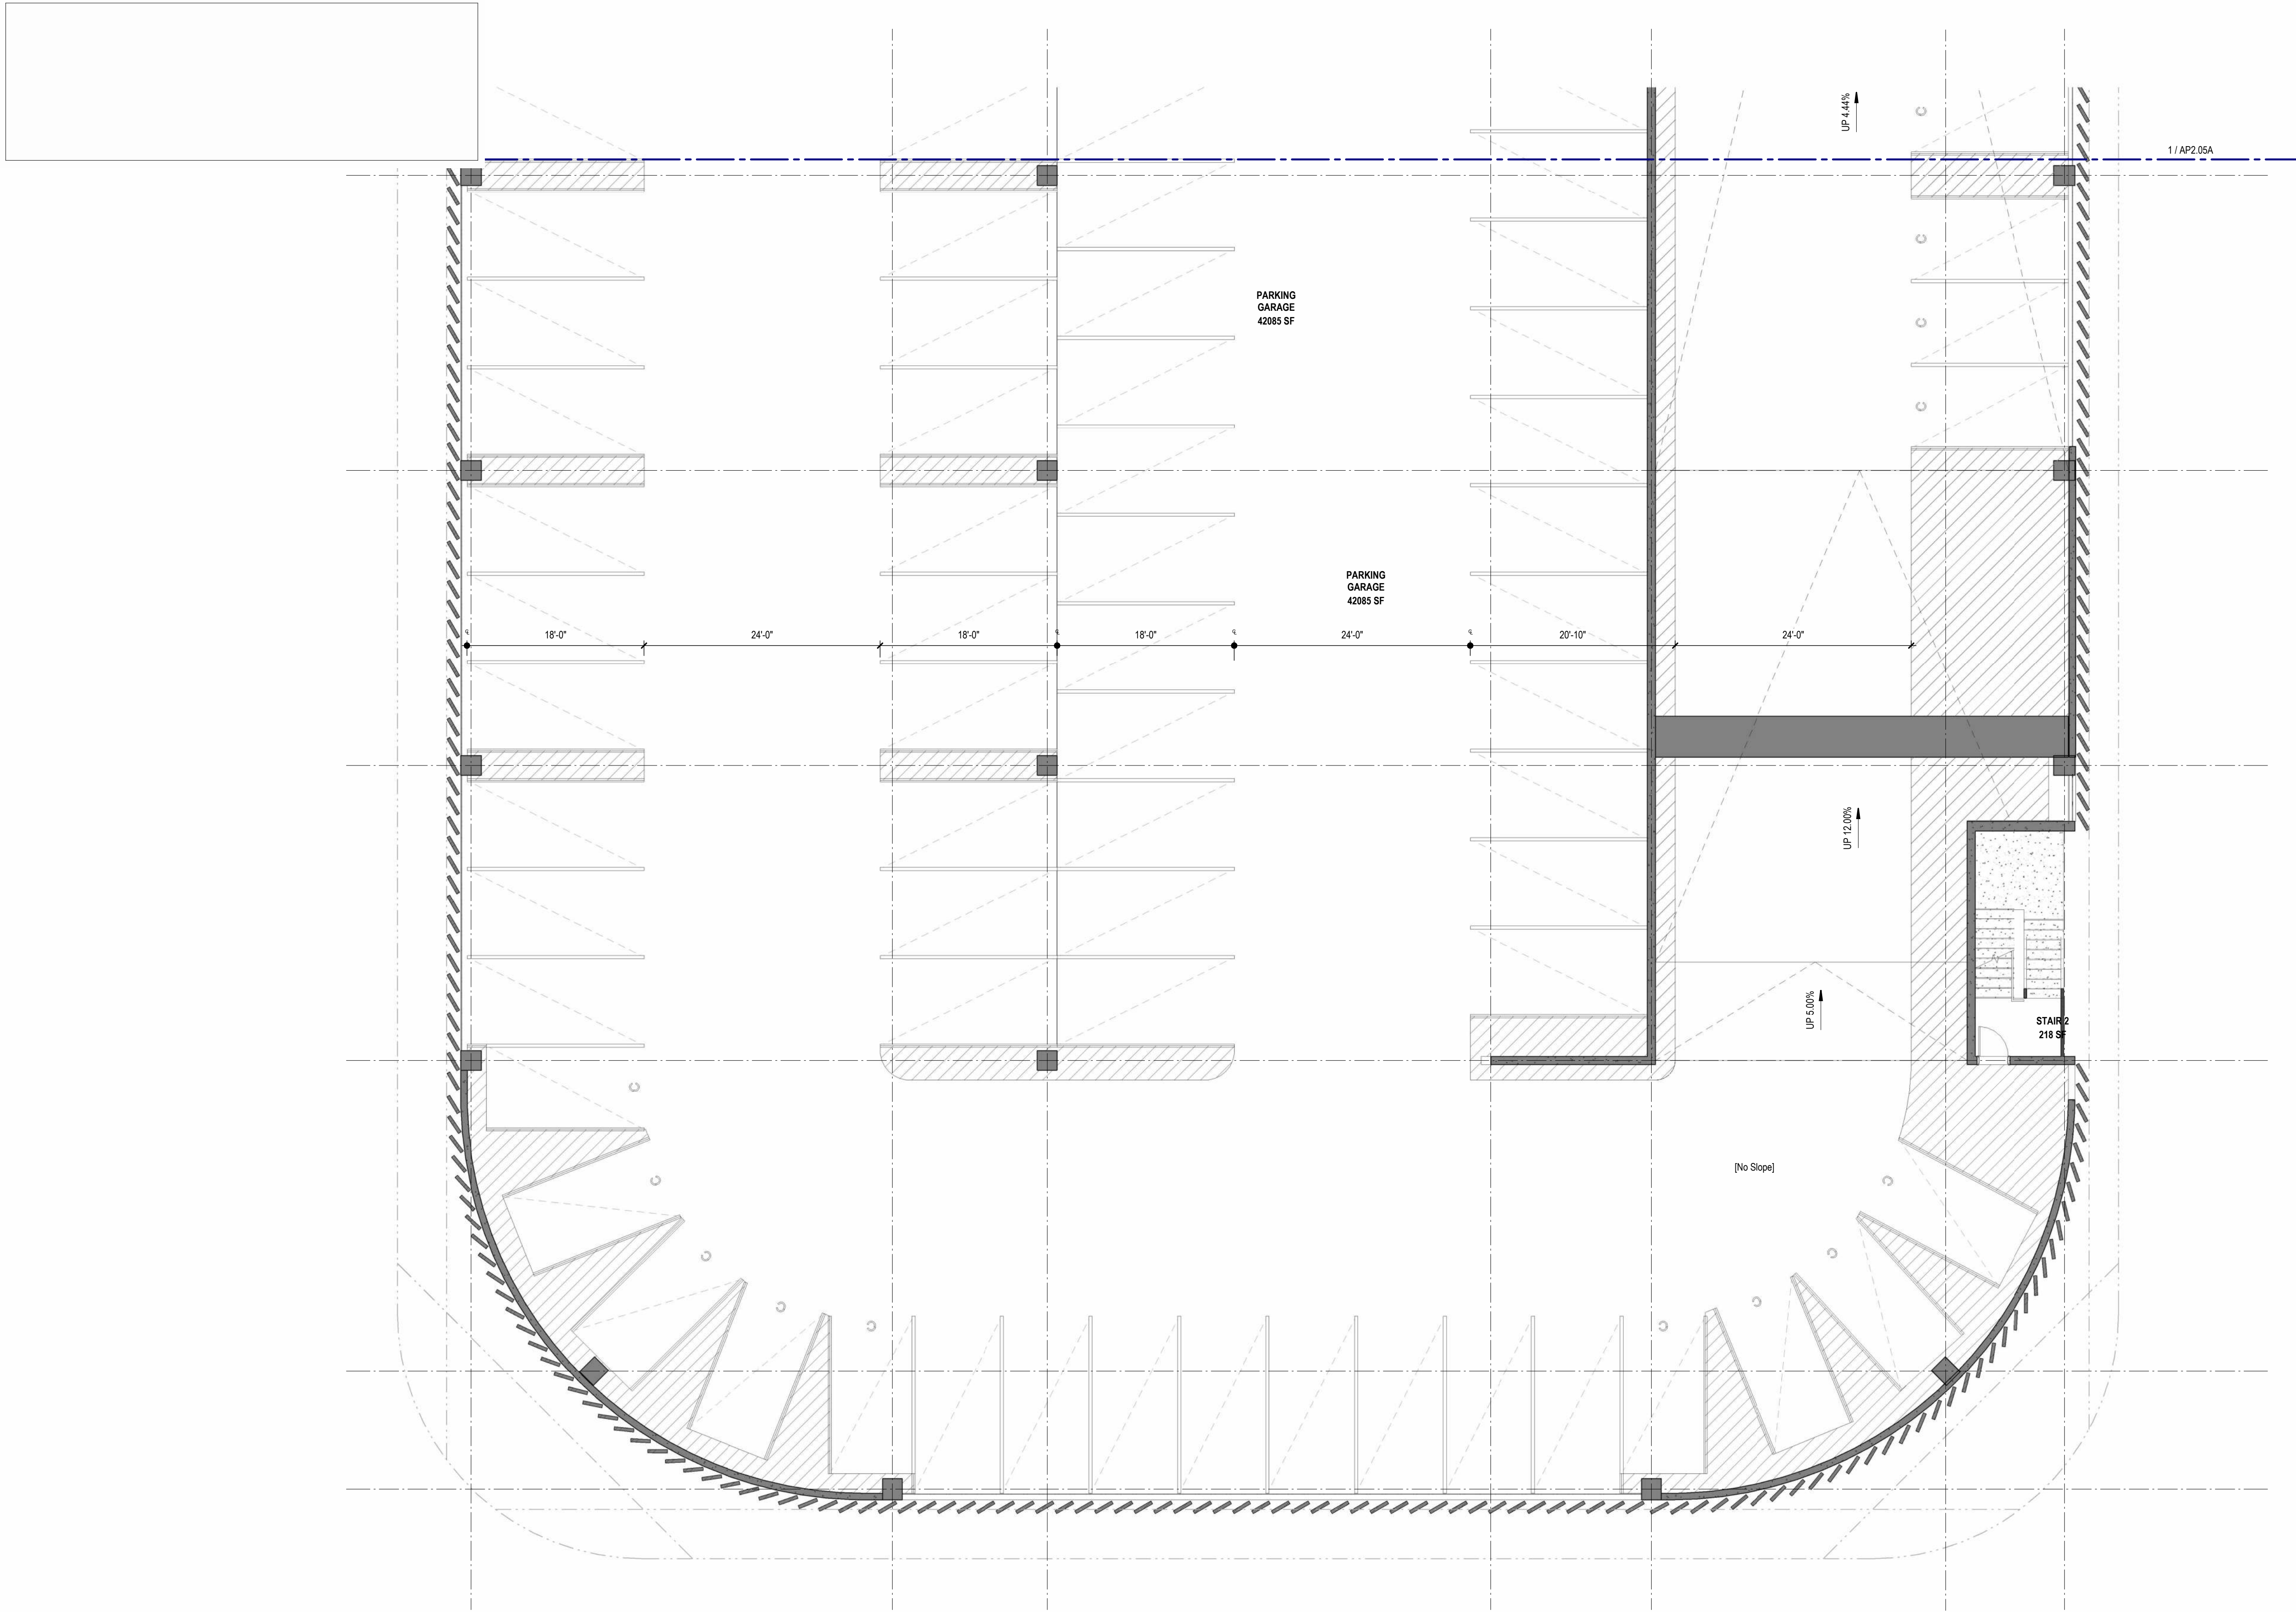 UP 4.44%
1 / AP2.05A
PARKING
GARAGE
42085 SF
C
C
C
C
PARKING
GARAGE
42085 SF
18'-0"
24'-0"
18'-0"
18'-0"
24'-0"
20'-10"
24'-0"
UP 12.00%
UP 5.00%
STAIR 2
218 SF
C
[No Slope]
C
C
C
C
C
C
C
C